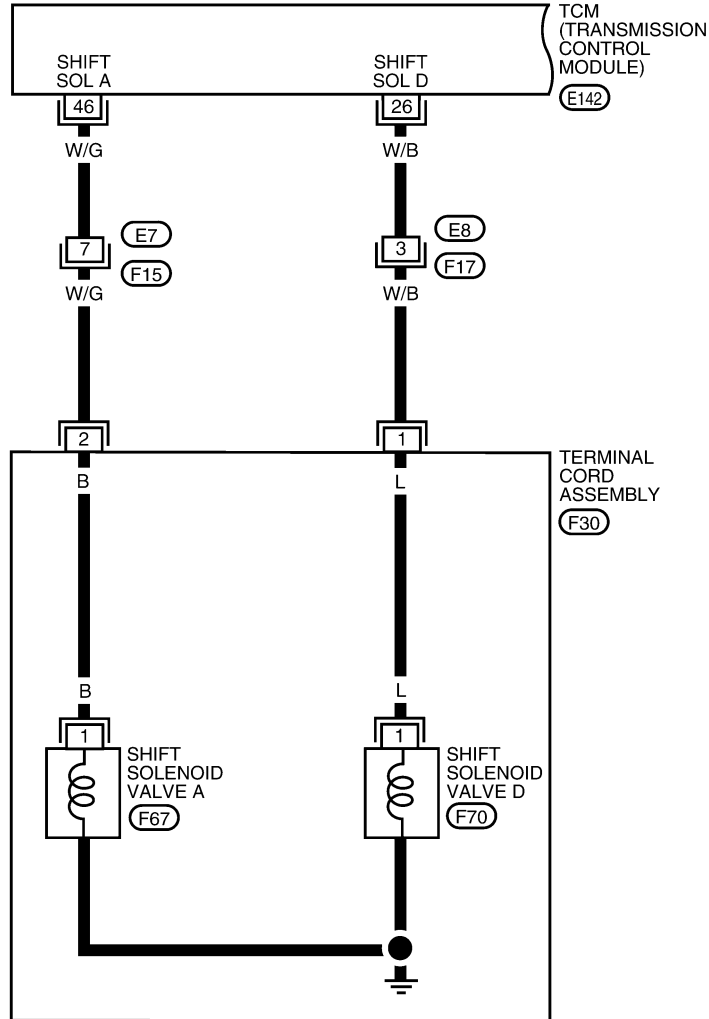 TCM
(TRANSMISSION
CONTROL
MODULE)
E142
SHIFT
SOL A
SHIFT
SOL D
46
26
W/G
W/B
7
E7
F15
3
E8
F17
W/G
W/B
2
1
TERMINAL
CORD
ASSEMBLY
F30
B
L
B
L
1
SHIFT
SOLENOID
VALVE A
F67
1
SHIFT
SOLENOID
VALVE D
F70